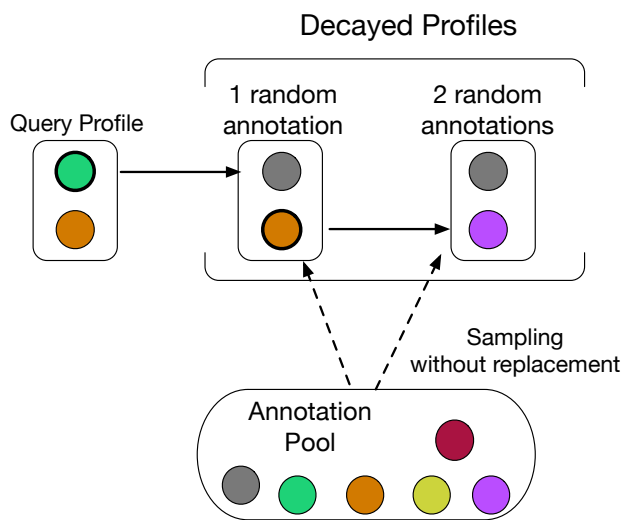 Decayed Profiles
Query Profile
1 random
annotation
2 random
annotations
Sampling
without replacement
Annotation
Pool